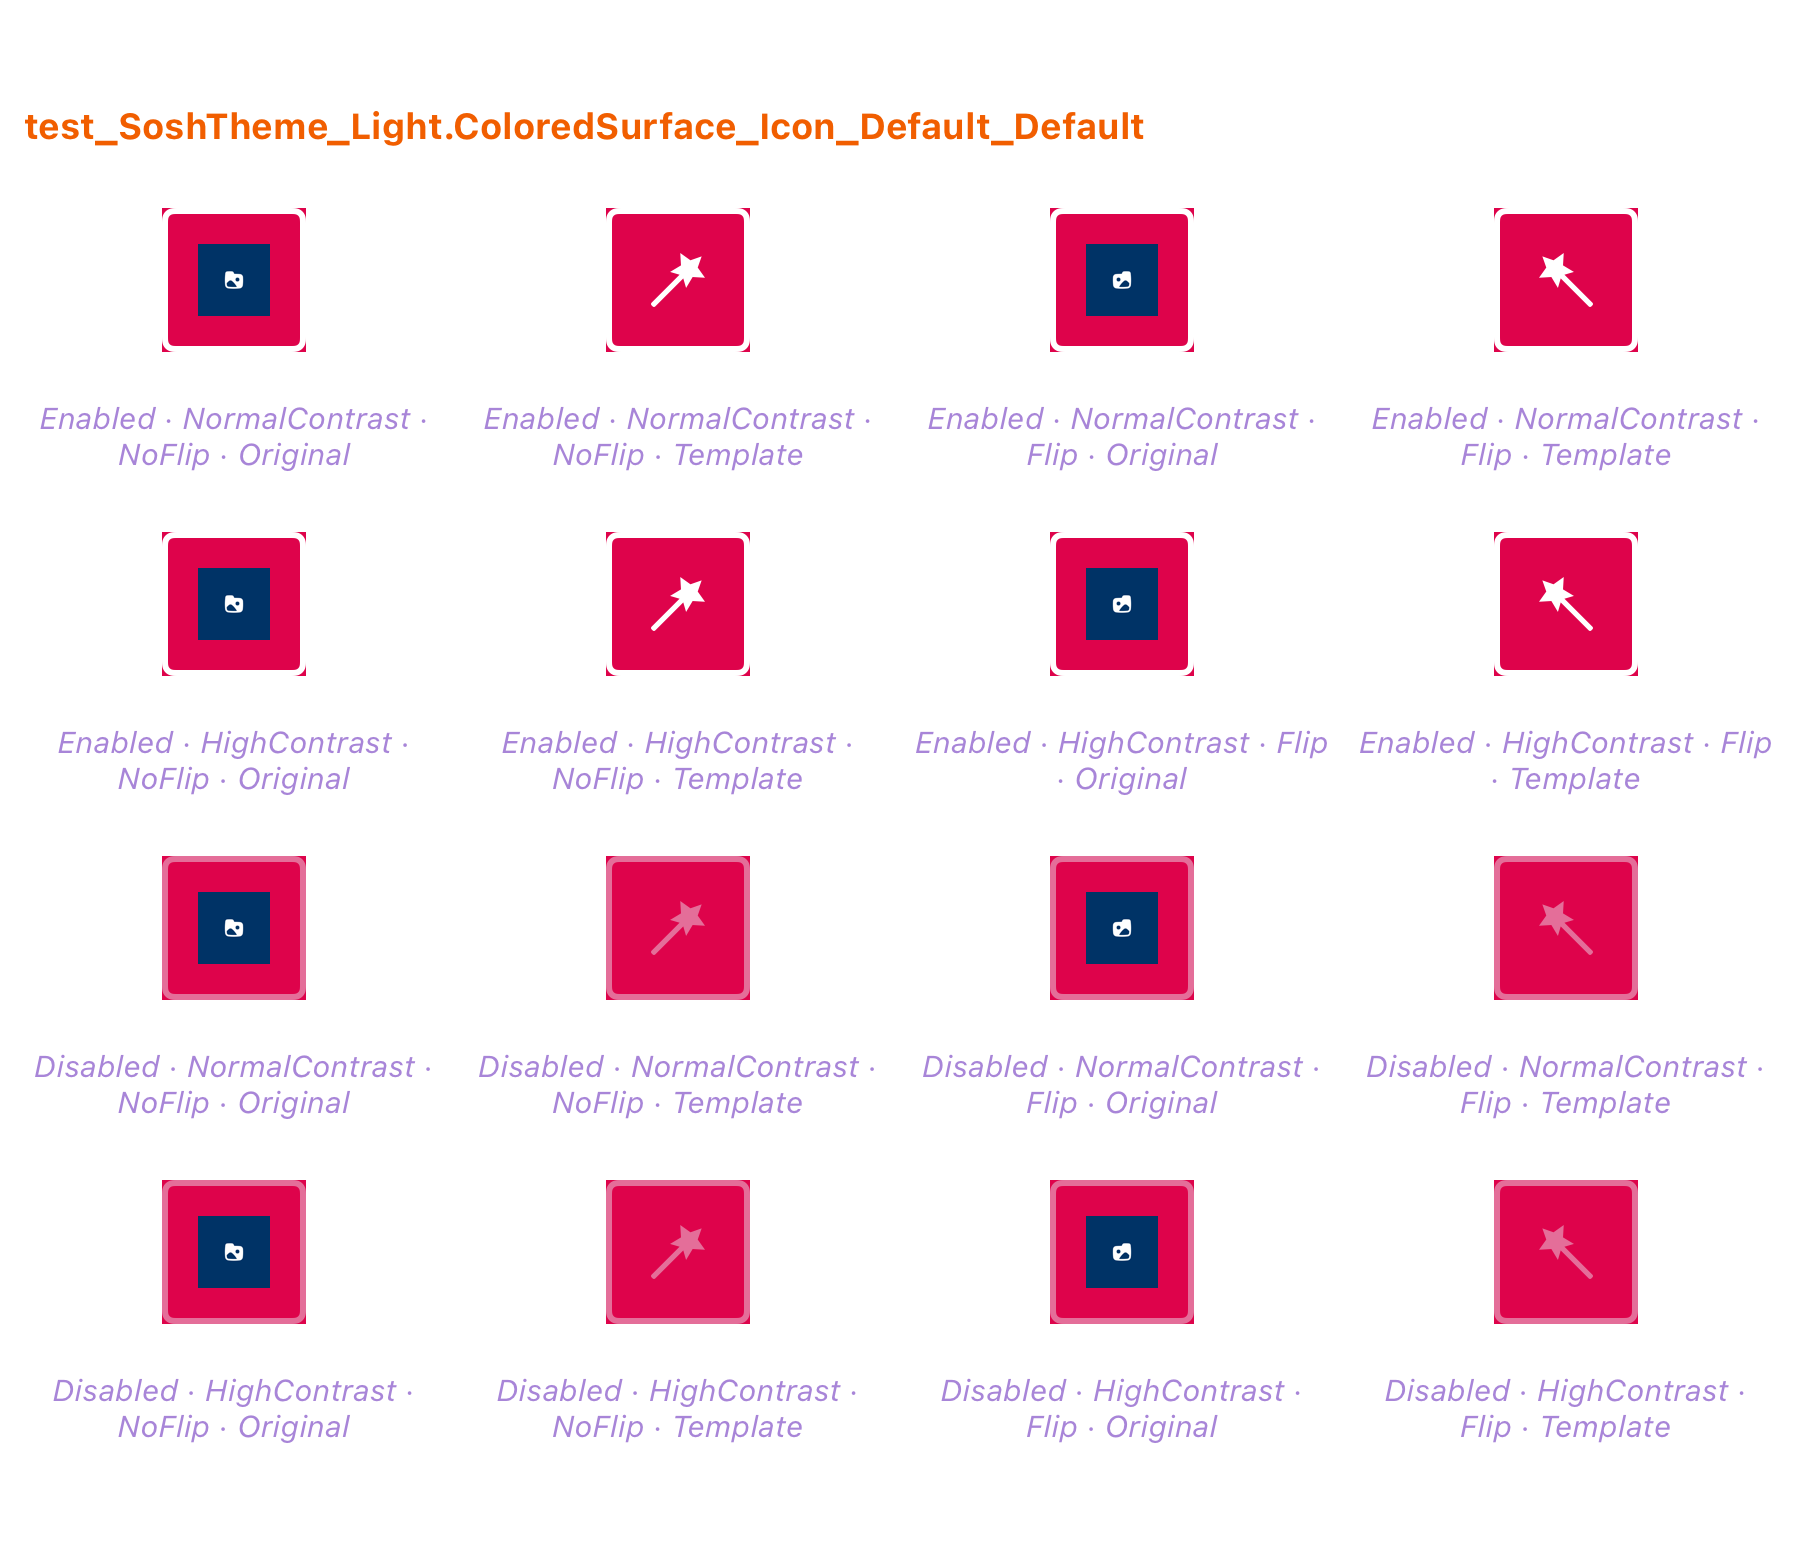 test_SoshTheme_Light.ColoredSurface_Icon_Default_Default
Enabled · NormalContrast ·
NoFlip · Original
Enabled · NormalContrast ·
NoFlip · Template
Enabled · NormalContrast ·
Flip · Original
Enabled · NormalContrast ·
Flip · Template
Enabled · HighContrast ·
NoFlip · Original
Enabled · HighContrast ·
NoFlip · Template
Enabled · HighContrast · Flip
· Original
Enabled · HighContrast · Flip
· Template
Disabled · NormalContrast ·
NoFlip · Original
Disabled · NormalContrast ·
NoFlip · Template
Disabled · NormalContrast ·
Flip · Original
Disabled · NormalContrast ·
Flip · Template
Disabled · HighContrast ·
NoFlip · Original
Disabled · HighContrast ·
NoFlip · Template
Disabled · HighContrast ·
Flip · Original
Disabled · HighContrast ·
Flip · Template